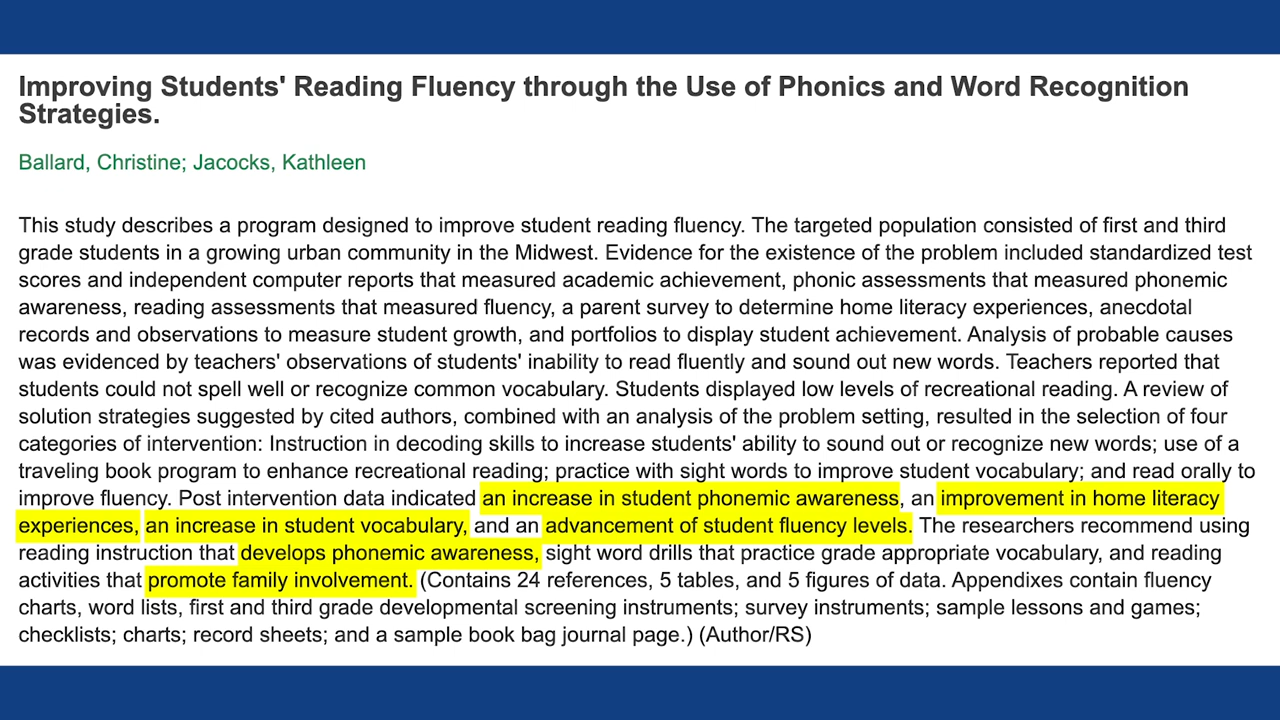 Improving Students' Reading Fluency through the Use of Phonics and Word Recognition
Strategies.
Ballard, Christine; Jacocks, Kathleen
This study describes a program designed to improve student reading fluency. The targeted population consisted of first and third
grade students in a growing urban community in the Midwest. Evidence for the existence of the problem included standardized test
scores and independent computer reports that measured academic achievement, phonic assessments that measured phonemic
awareness, reading assessments that measured fluency, a parent survey to determine home literacy experiences, anecdotal
records and observations to measure student growth, and portfolios to display student achievement. Analysis of probable causes
was evidenced by teachers' observations of students' inability to read fluently and sound out new words. Teachers reported that
students could not spell well or recognize common vocabulary. Students displayed low levels of recreational reading. A review of
solution strategies suggested by cited authors, combined with an analysis of the problem setting, resulted in the selection of four
categories of intervention: Instruction in decoding skills to increase students' ability to sound out or recognize new words; use of a
traveling book program to enhance recreational reading; practice with sight words to improve student vocabulary; and read orally to
improve fluency. Post intervention data indicated an increase in student phonemic awareness, an improvement in home literacy
experiences, an increase in student vocabulary, and an advancement of student fluency levels. The researchers recommend using
reading instruction that develops phonemic awareness, sight word drills that practice grade appropriate vocabulary, and reading
activities that promote family involvement. (Contains 24 references, 5 tables, and 5 figures of data. Appendixes contain fluency
charts, word lists, first and third grade developmental screening instruments; survey instruments; sample lessons and games;
checklists; charts; record sheets; and a sample book bag journal page.) (Author/RS)